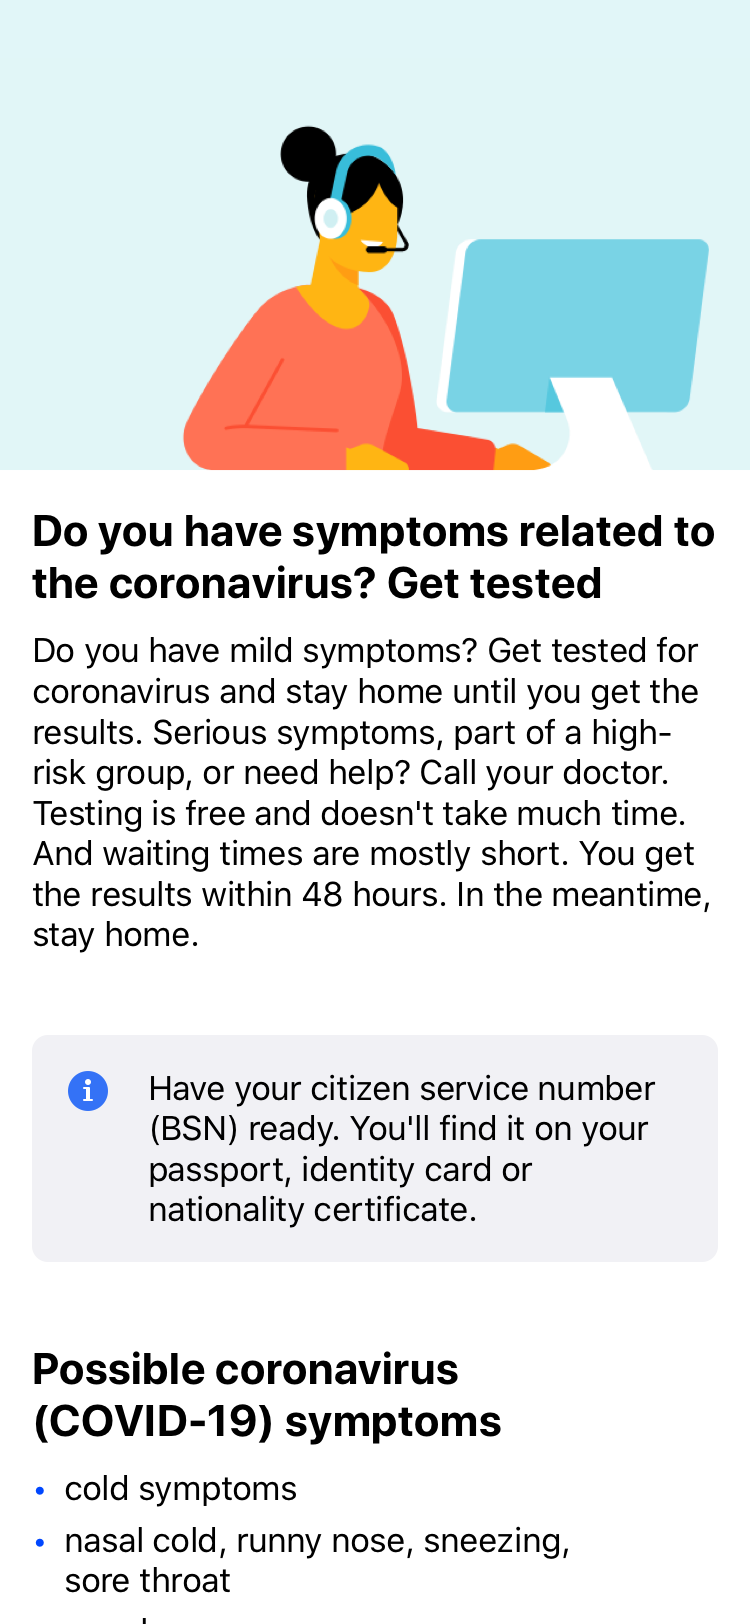 Do you have symptoms related to
the coronavirus? Get tested
Do you have mild symptoms? Get tested for
coronavirus and stay home until you get the
results. Serious symptoms, part of a high-
risk group, or need help? Call your doctor.
Testing is free and doesn't take much time.
And waiting times are mostly short. You get
the results within 48 hours. In the meantime,
stay home.
Have your citizen service number
(BSN) ready. You'll find it on your
passport, identity card or
nationality certificate.
Possible coronavirus
(COVID-19) symptoms
• cold symptoms
• nasal cold, runny nose, sneezing,
sore throat